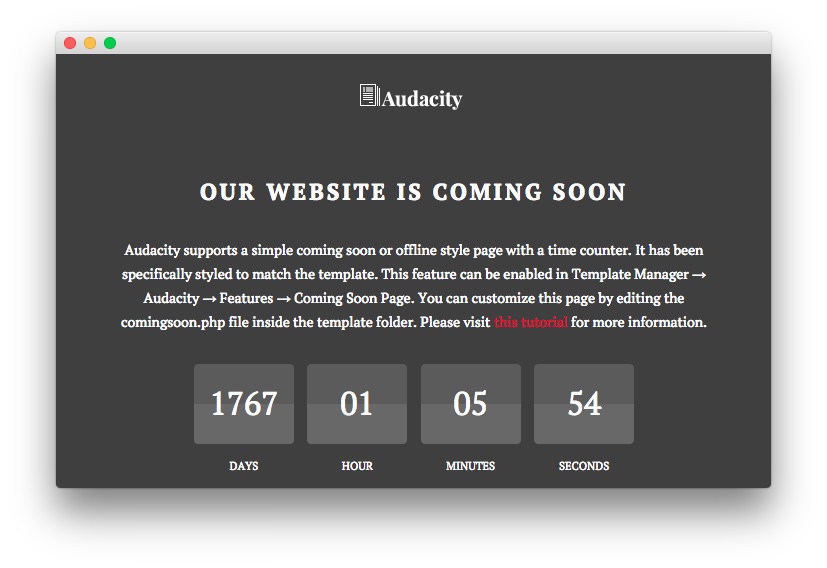 Audacity
OUR WEBSITE IS COMING SOON
Audacity supports a simple coming soon or offline style page with a time counter. It has been
specifically styled to match the template. This feature can be enabled in Template Manager →
Audacity → Features → Coming Soon Page. You can customize this page by editing the
comingsoon.php file inside the template folder. Please visit this tutorial for more information.
1767 01 05 54
DAYS HOUR MINUTES SECONDS